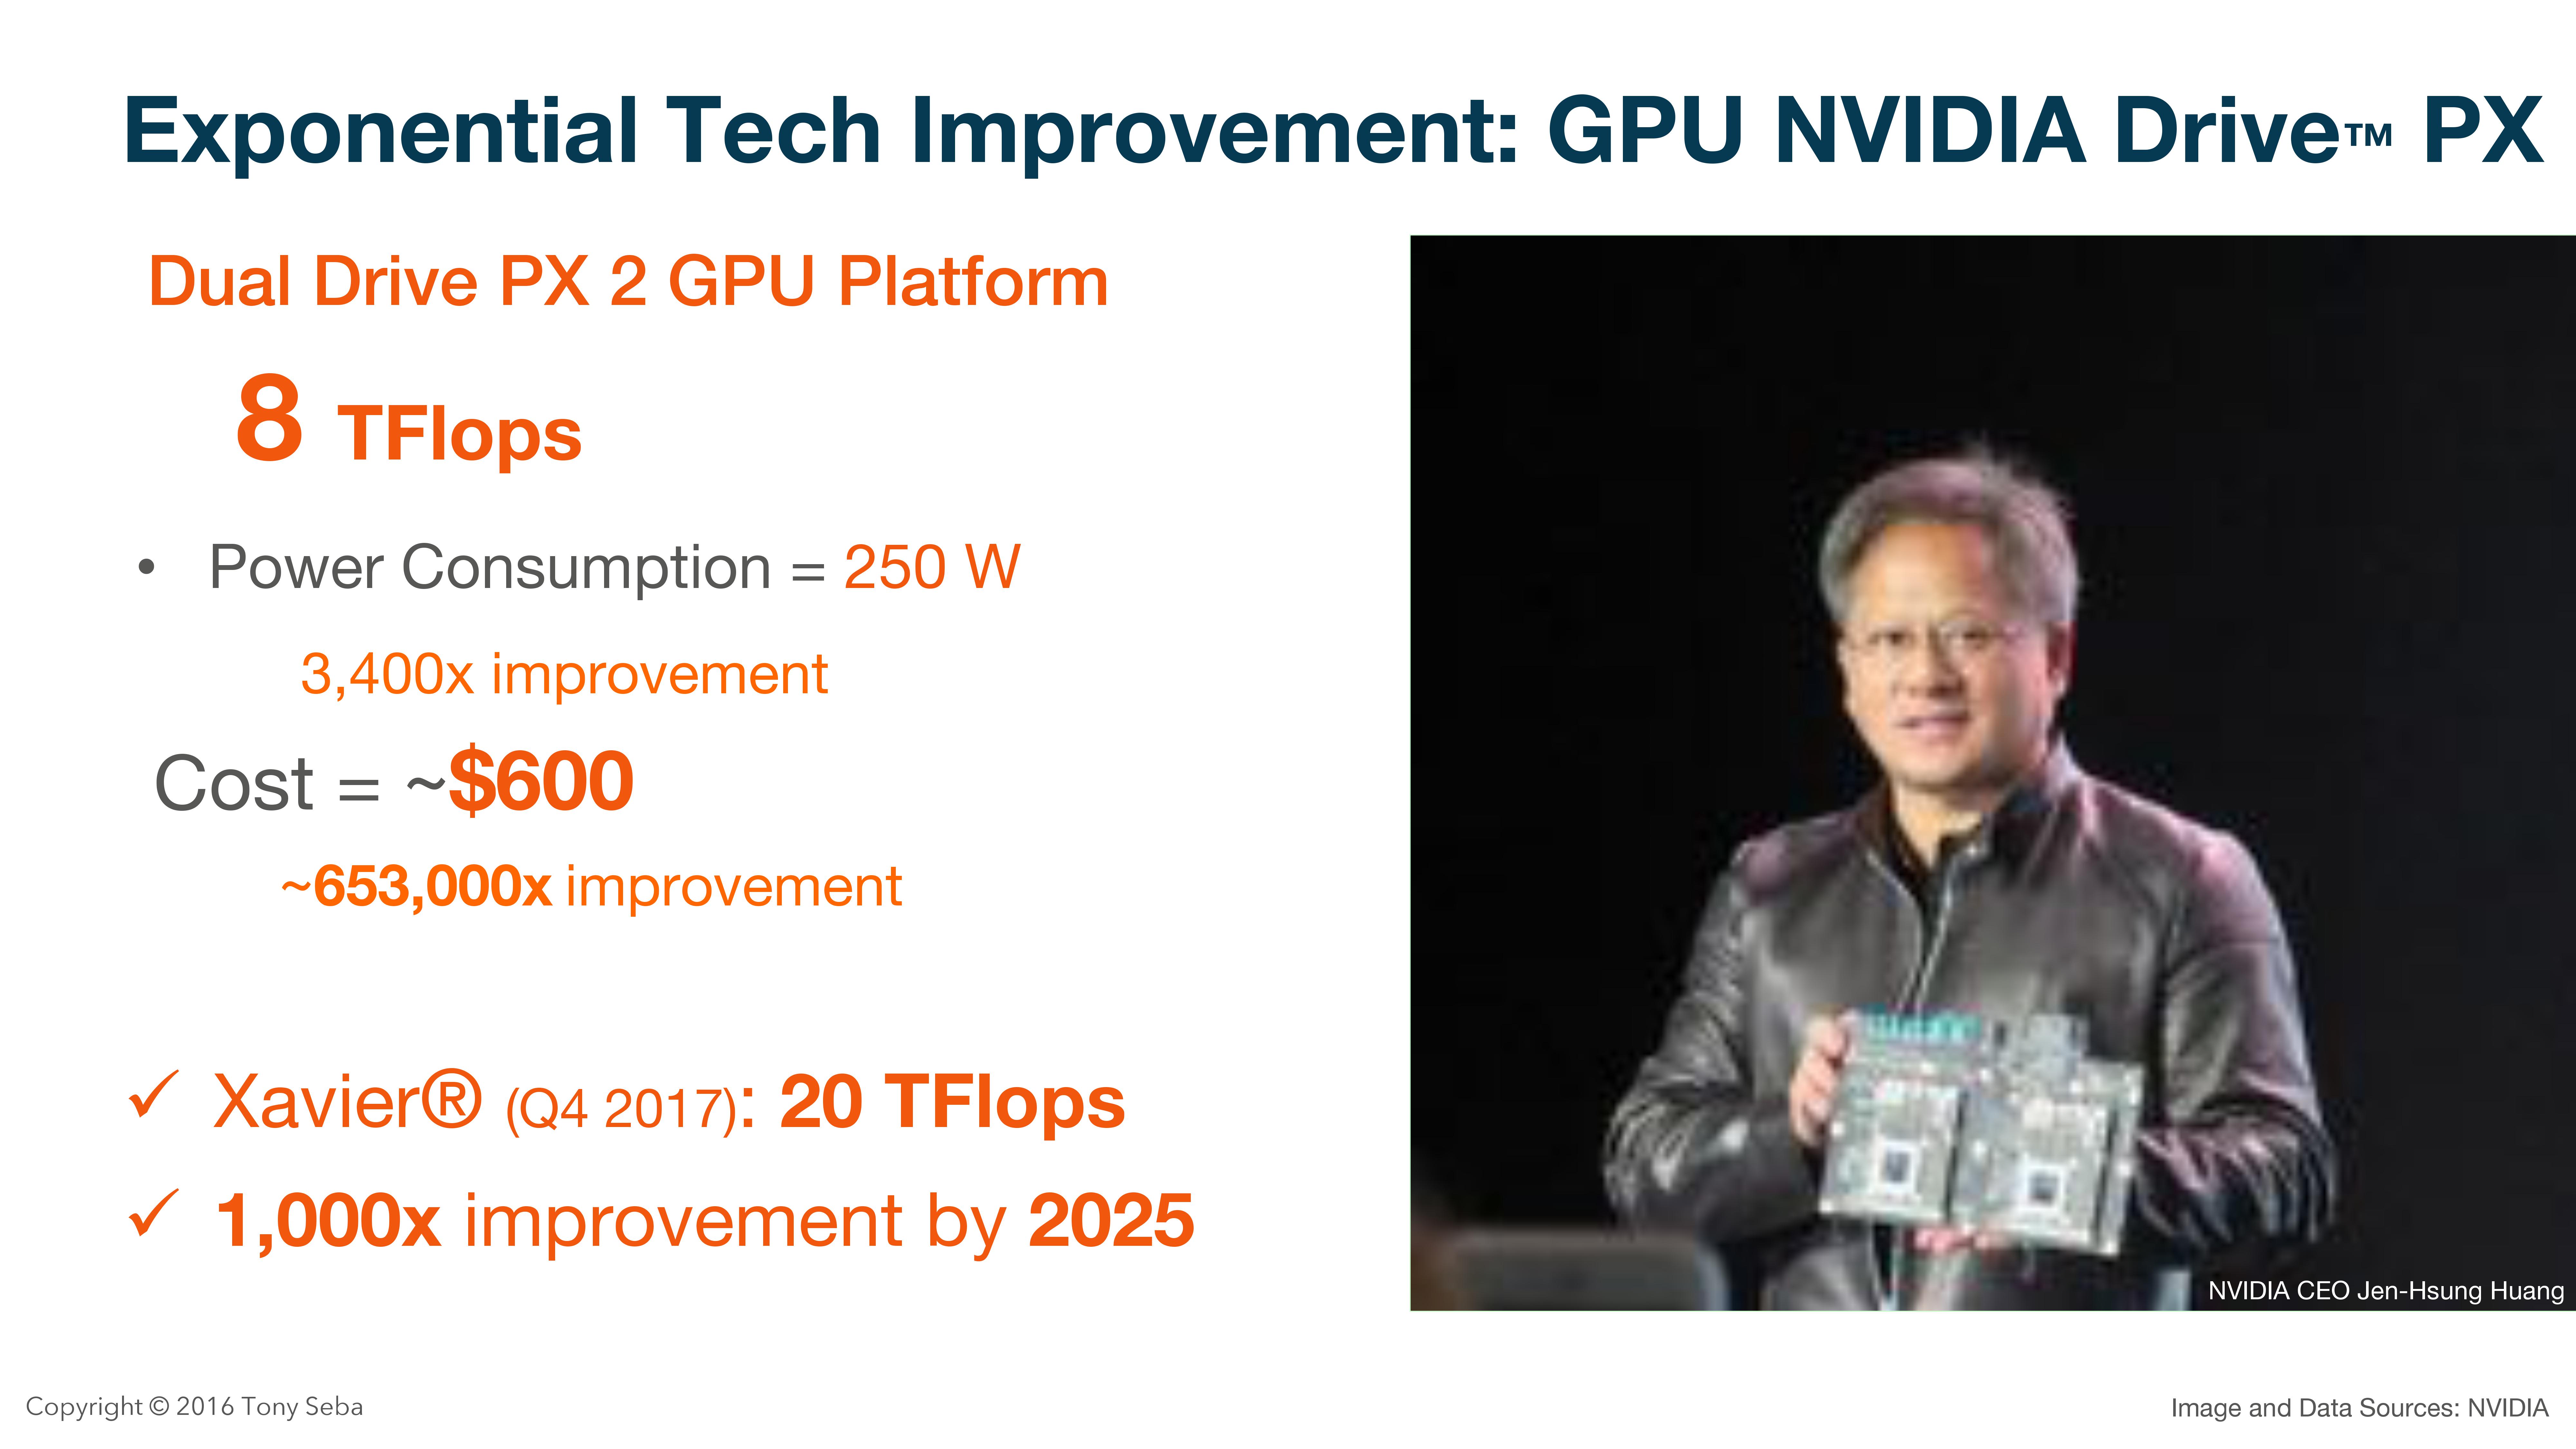 Exponential Tech Improvement: GPU NVIDIA Drive™ PX
Dual Drive PX 2 GPU Platform
8 TFlops
• Power Consumption = 250 W
3,400x improvement
Cost = ~$600
~653,000x improvement
✓ Xavier® (Q4 2017): 20 TFlops
✓ 1,000x improvement by 2025
NVIDIA CEO Jen-Hsung Huang
Copyright © 2016 Tony Seba
Image and Data Sources: NVIDIA